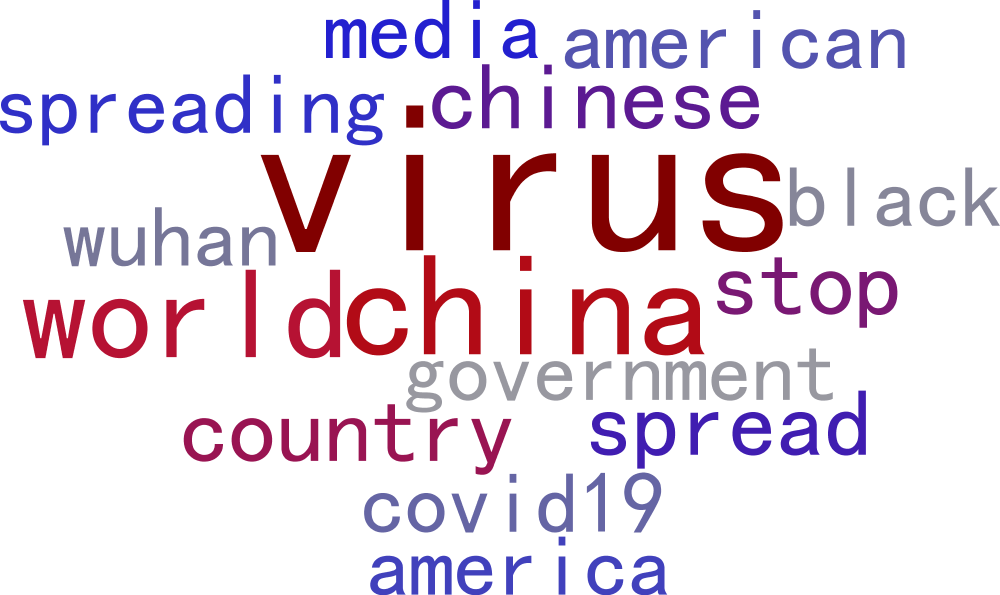 media american
spreading chinese
virus black
wuhan
world china stop
government
country spread
covid19
america